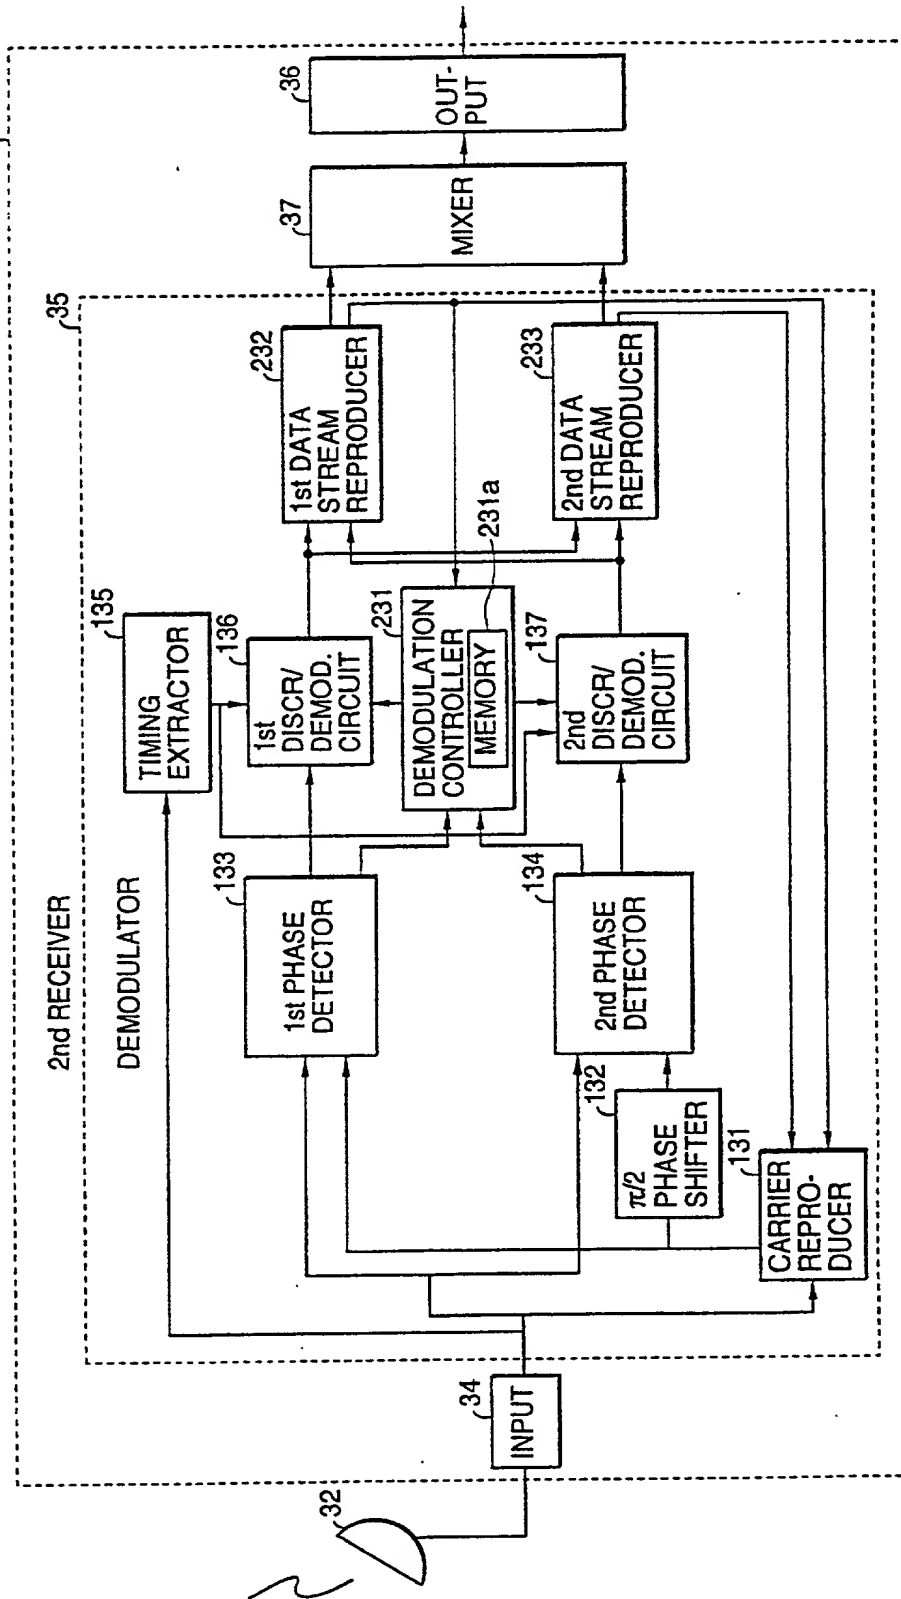 2nd RECEIVER
35
DEMODULATOR
32
34
INPUT
135
TIMING
EXTRACTOR
133
1st PHASE
DETECTOR
136
1st
DISCR/
DEMOD.
CIRCUIT
232
1st DATA
STREAM
REPRODUCER
37
MIXER
36
OUT-
PUT
231
DEMODULATION
CONTROLLER
MEMORY
231a
134
2nd PHASE
DETECTOR
137
2nd
DISCR/
DEMOD.
CIRCUIT
233
2nd DATA
STREAM
REPRODUCER
132
π/2
PHASE
SHIFTER
131
CARRIER
REPRO-
DUCER